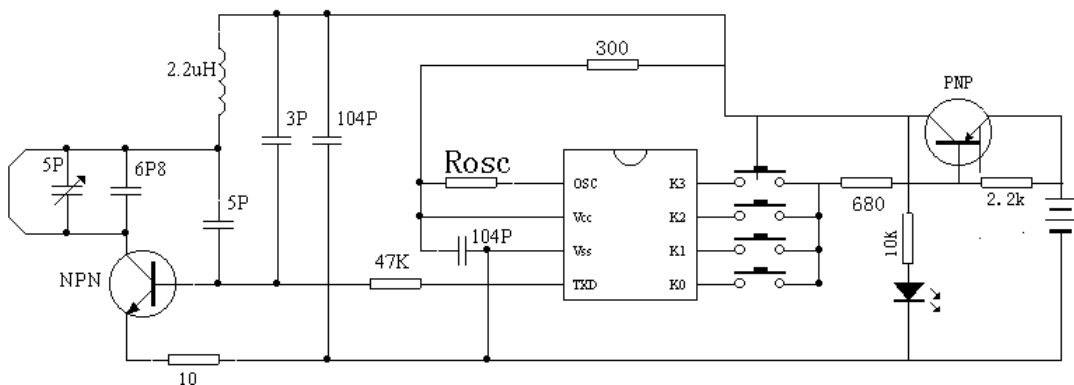 300
PNP
2.2uH
3P
104P
5P
6P8
Rosc
5P
OSC
K3
680
2.2k
Vcc
K2
10k
104P
Vss
K1
47K
NPN
TXD
K0
10